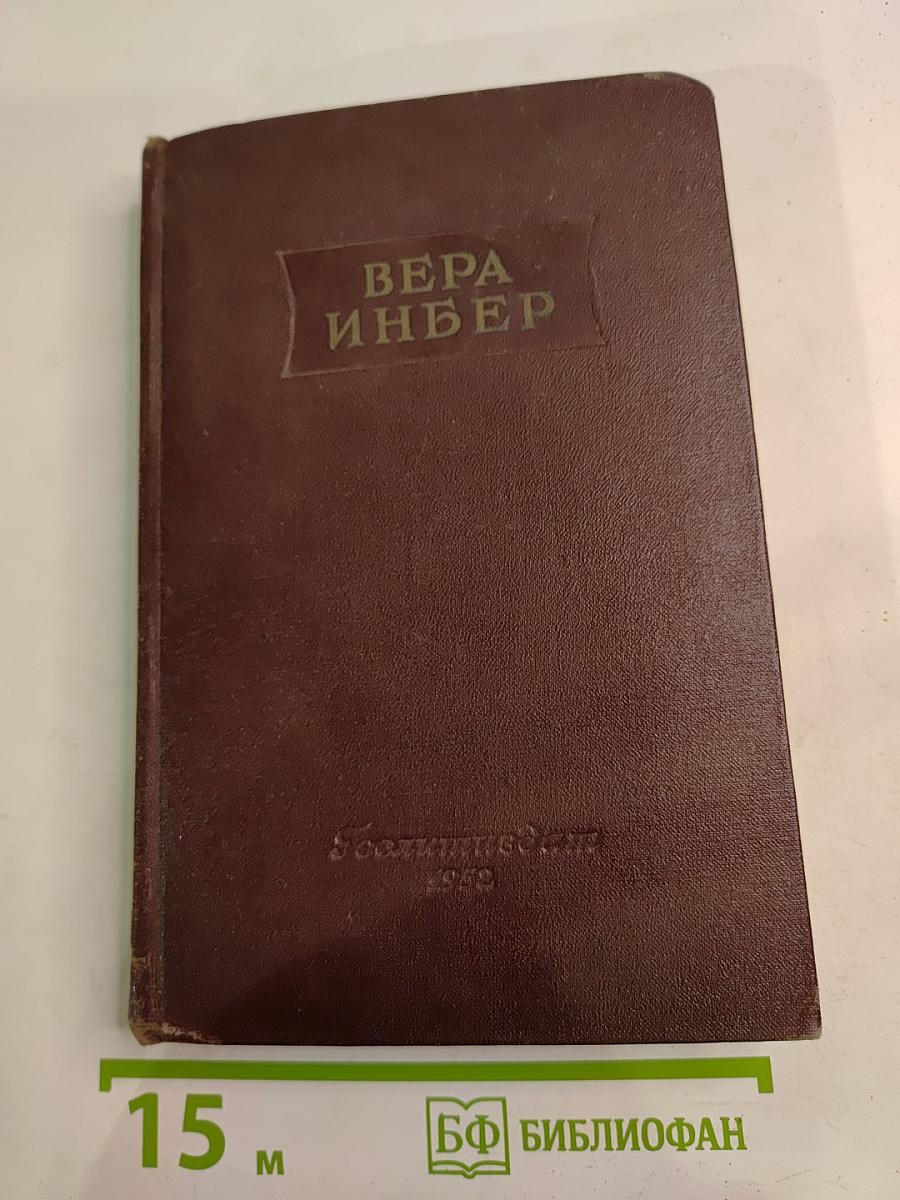 ВЕРА
ИНБЕР
Гослитиздат
1952
15 м
БФ БИБЛИОФАН